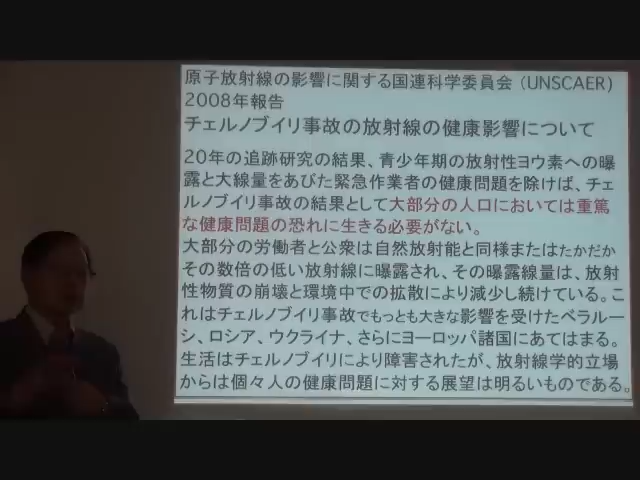 原子放射線の影響に関する国連科学委員会（UNSCAER）
2008年報告
チェルノブイリ事故の放射線の健康影響について
20年の追跡研究の結果、青少年期の放射性ヨウ素への曝
露と大線量をあびた緊急作業者の健康問題を除けば、チェ
ルノブイリ事故の結果として大部分の人口においては重篤
な健康問題の恐れに生きる必要がない。
大部分の労働者と公衆は自然放射能と同様またはたかだか
その数倍の低い放射線に曝露され、その曝露線量は、放射
性物質の崩壊と環境中での拡散により減少し続けている。こ
れはチェルノブイリ事故でもっとも大きな影響を受けたベラルー
シ、ロシア、ウクライナ、さらにヨーロッパ諸国にあてはまる。
生活はチェルノブイリにより障害されたが、放射線学的立場
からは個々人の健康問題に対する展望は明るいものである。